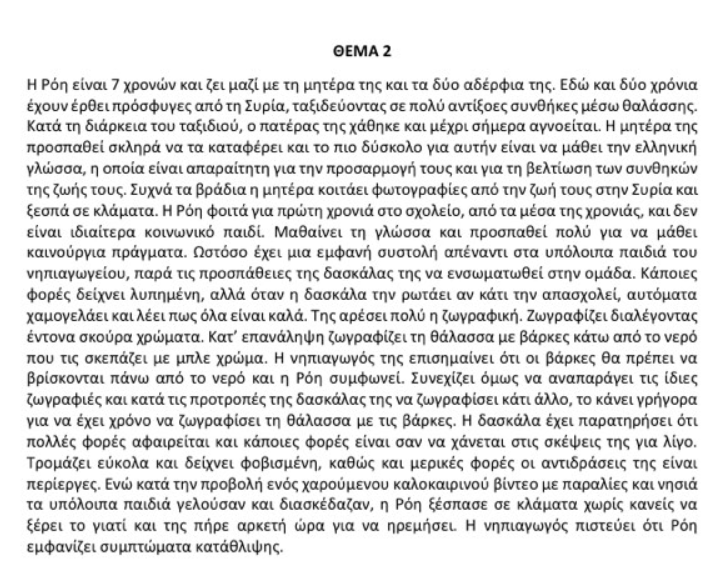 ΘΕΜΑ 2
Η Ρόη είναι 7 χρονών και ζει μαζί με τη μητέρα της και τα δύο αδέρφια της. Εδώ και δύο χρόνια
έχουν έρθει πρόσφυγες από τη Συρία, ταξιδεύοντας σε πολύ αντίξοες συνθήκες μέσω θαλάσσης.
Κατά τη διάρκεια του ταξιδιού, ο πατέρας της χάθηκε και μέχρι σήμερα αγνοείται. Η μητέρα της
προσπαθεί σκληρά να τα καταφέρει και το πιο δύσκολο για αυτήν είναι να μάθει την ελληνική
γλώσσα, η οποία είναι απαραίτητη για την προσαρμογή τους και για τη βελτίωση των συνθηκών
της ζωής τους. Συχνά τα βράδια η μητέρα κοιτάει φωτογραφίες από την ζωή τους στην Συρία και
ξεσπά σε κλάματα. Η Ρόη φοιτά για πρώτη χρονιά στο σχολείο, από τα μέσα της χρονιάς, και δεν
είναι ιδιαίτερα κοινωνικό παιδί. Μαθαίνει τη γλώσσα και προσπαθεί πολύ για να μάθει
καινούργια πράγματα. Ωστόσο έχει μια εμφανή συστολή απέναντι στα υπόλοιπα παιδιά του
νηπιαγωγείου, παρά τις προσπάθειες της δασκάλας της να ενσωματωθεί στην ομάδα. Κάποιες
φορές δείχνει λυπημένη, αλλά όταν η δασκάλα την ρωτάει αν κάτι την απασχολεί, αυτόματα
χαμογελάει και λέει πως όλα είναι καλά. Της αρέσει πολύ η ζωγραφική. Ζωγραφίζει διαλέγοντας
έντονα σκούρα χρώματα. Κατ’ επανάληψη ζωγραφίζει τη θάλασσα με βάρκες κάτω από το νερό
που τις σκεπάζει με μπλε χρώμα. Η νηπιαγωγός της επισημαίνει ότι οι βάρκες θα πρέπει να
βρίσκονται πάνω από το νερό και η Ρόη συμφωνεί. Συνεχίζει όμως να αναπαράγει τις ίδιες
ζωγραφιές και κατά τις προτροπές της δασκάλας της να ζωγραφίσει κάτι άλλο, το κάνει γρήγορα
για να έχει χρόνο να ζωγραφίσει τη θάλασσα με τις βάρκες. Η δασκάλα έχει παρατηρήσει ότι
πολλές φορές αφαιρείται και κάποιες φορές είναι σαν να χάνεται στις σκέψεις της για λίγο.
Τρομάζει εύκολα και δείχνει φοβισμένη, καθώς και μερικές φορές οι αντιδράσεις της είναι
περίεργες. Ενώ κατά την προβολή ενός χαρούμενου καλοκαιρινού βίντεο με παραλίες και νησιά
τα υπόλοιπα παιδιά γελούσαν και διασκέδαζαν, η Ρόη ξέσπασε σε κλάματα χωρίς κανείς να
ξέρει το γιατί και της πήρε αρκετή ώρα για να ηρεμήσει. Η νηπιαγωγός πιστεύει ότι Ρόη
εμφανίζει συμπτώματα κατάθλιψης.